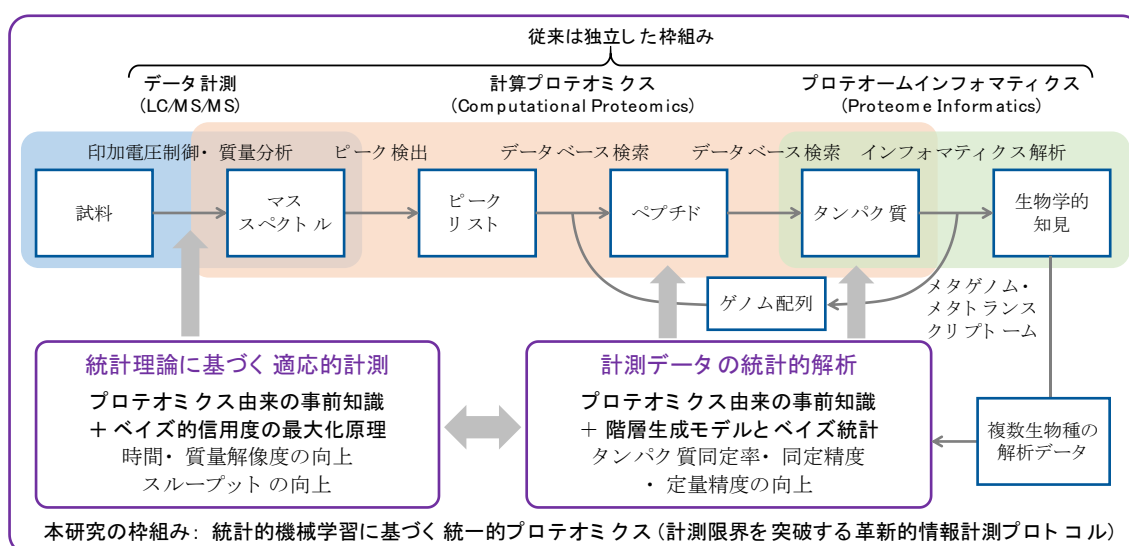 従来は独立した枠組み
データ計測
(LC/MS/MS)
計算プロテオミクス
(Computational Proteomics)
プロテオームインフォマティクス
(Proteome Informatics)
印加電圧制御・質量分析
ピーク検出
データベース検索
データベース検索
インフォマティクス解析
試料
マス
スペクトル
ピーク
リスト
ペプチド
タンパク質
生物学的
知見
ゲノム配列
メタゲノム・
メタトランス
クリプトーム
統計理論に基づく適応的計測
プロテオミクス由来の事前知識
＋ベイズ的信用度の最大化原理
時間・質量解像度の向上
スループットの向上
計測データの統計的解析
プロテオミクス由来の事前知識
＋階層生成モデルとベイズ統計
タンパク質同定率・同定精度
・定量精度の向上
複数生物種の
解析データ
本研究の枠組み：統計的機械学習に基づく統一的プロテオミクス（計測限界を突破する革新的情報計測プロトコル）